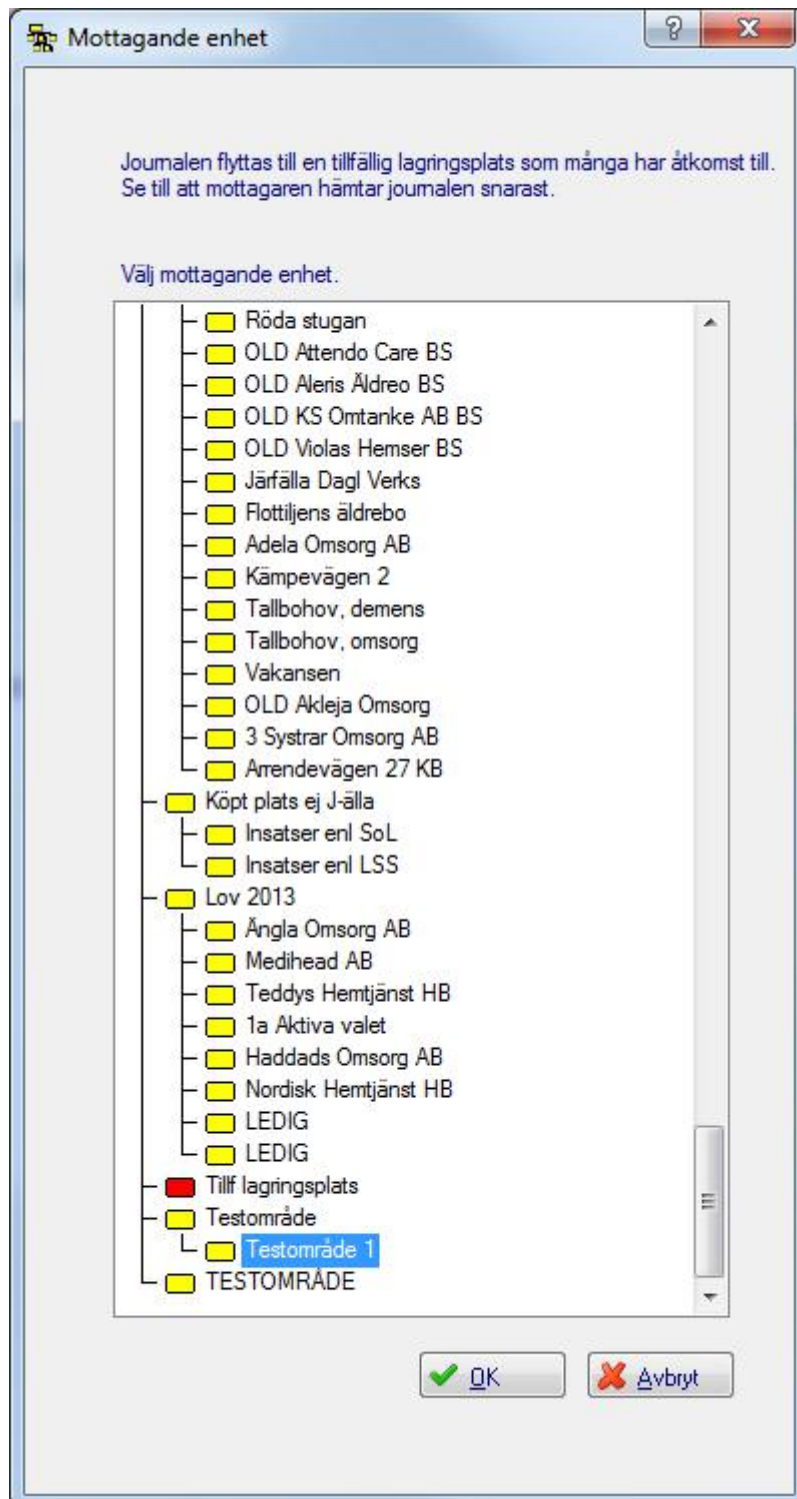 Mottagande enhet
Journalen flyttas till en tillfällig lagringsplats som många har åtkomst till.
Se till att mottagaren hämtar journalen snarast.
Välj mottagande enhet.
Röda stugan
OLD Attendo Care BS
OLD Aleris Äldreo BS
OLD KS Omtanke AB BS
OLD Violas Hemser BS
Järfälla Dagl Verks
Flottiljens äldrebo
Adela Omsorg AB
Kämpevägen 2
Tallbohov, demens
Tallbohov, omsorg
Vakansen
OLD Akleja Omsorg
3 Systrar Omsorg AB
Arrendevägen 27 KB
Köpt plats ej J-älla
Insatser enl SoL
Insatser enl LSS
Lov 2013
Ängla Omsorg AB
Medihead AB
Teddys Hemtjänst HB
1a Aktiva valet
Haddads Omsorg AB
Nordisk Hemtjänst HB
LEDIG
LEDIG
Tillf lagringsplats
Testområde
Testområde 1
TESTOMRÅDE
OK Avbryt